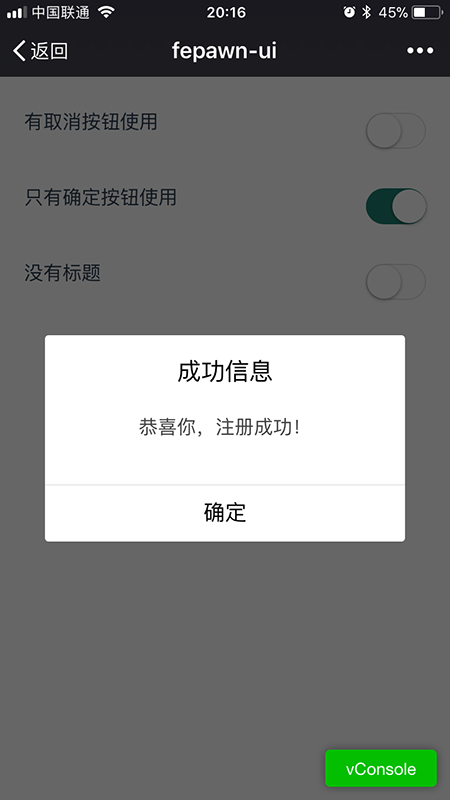 中国联通 20:16 45%
返回 fepawn-ui
有取消按钮使用
只有确定按钮使用
没有标题
成功信息
恭喜你，注册成功！
确定
vConsole